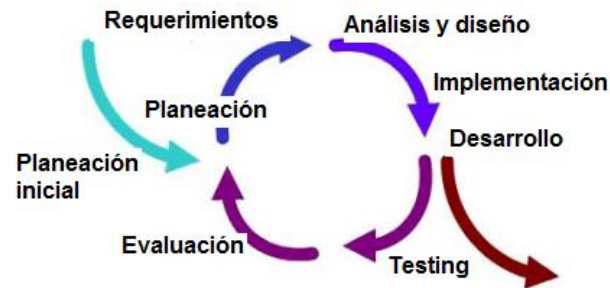 Requerimientos
Análisis y diseño
Implementación
Planeación
Desarrollo
Planeación
inicial
Evaluación
Testing